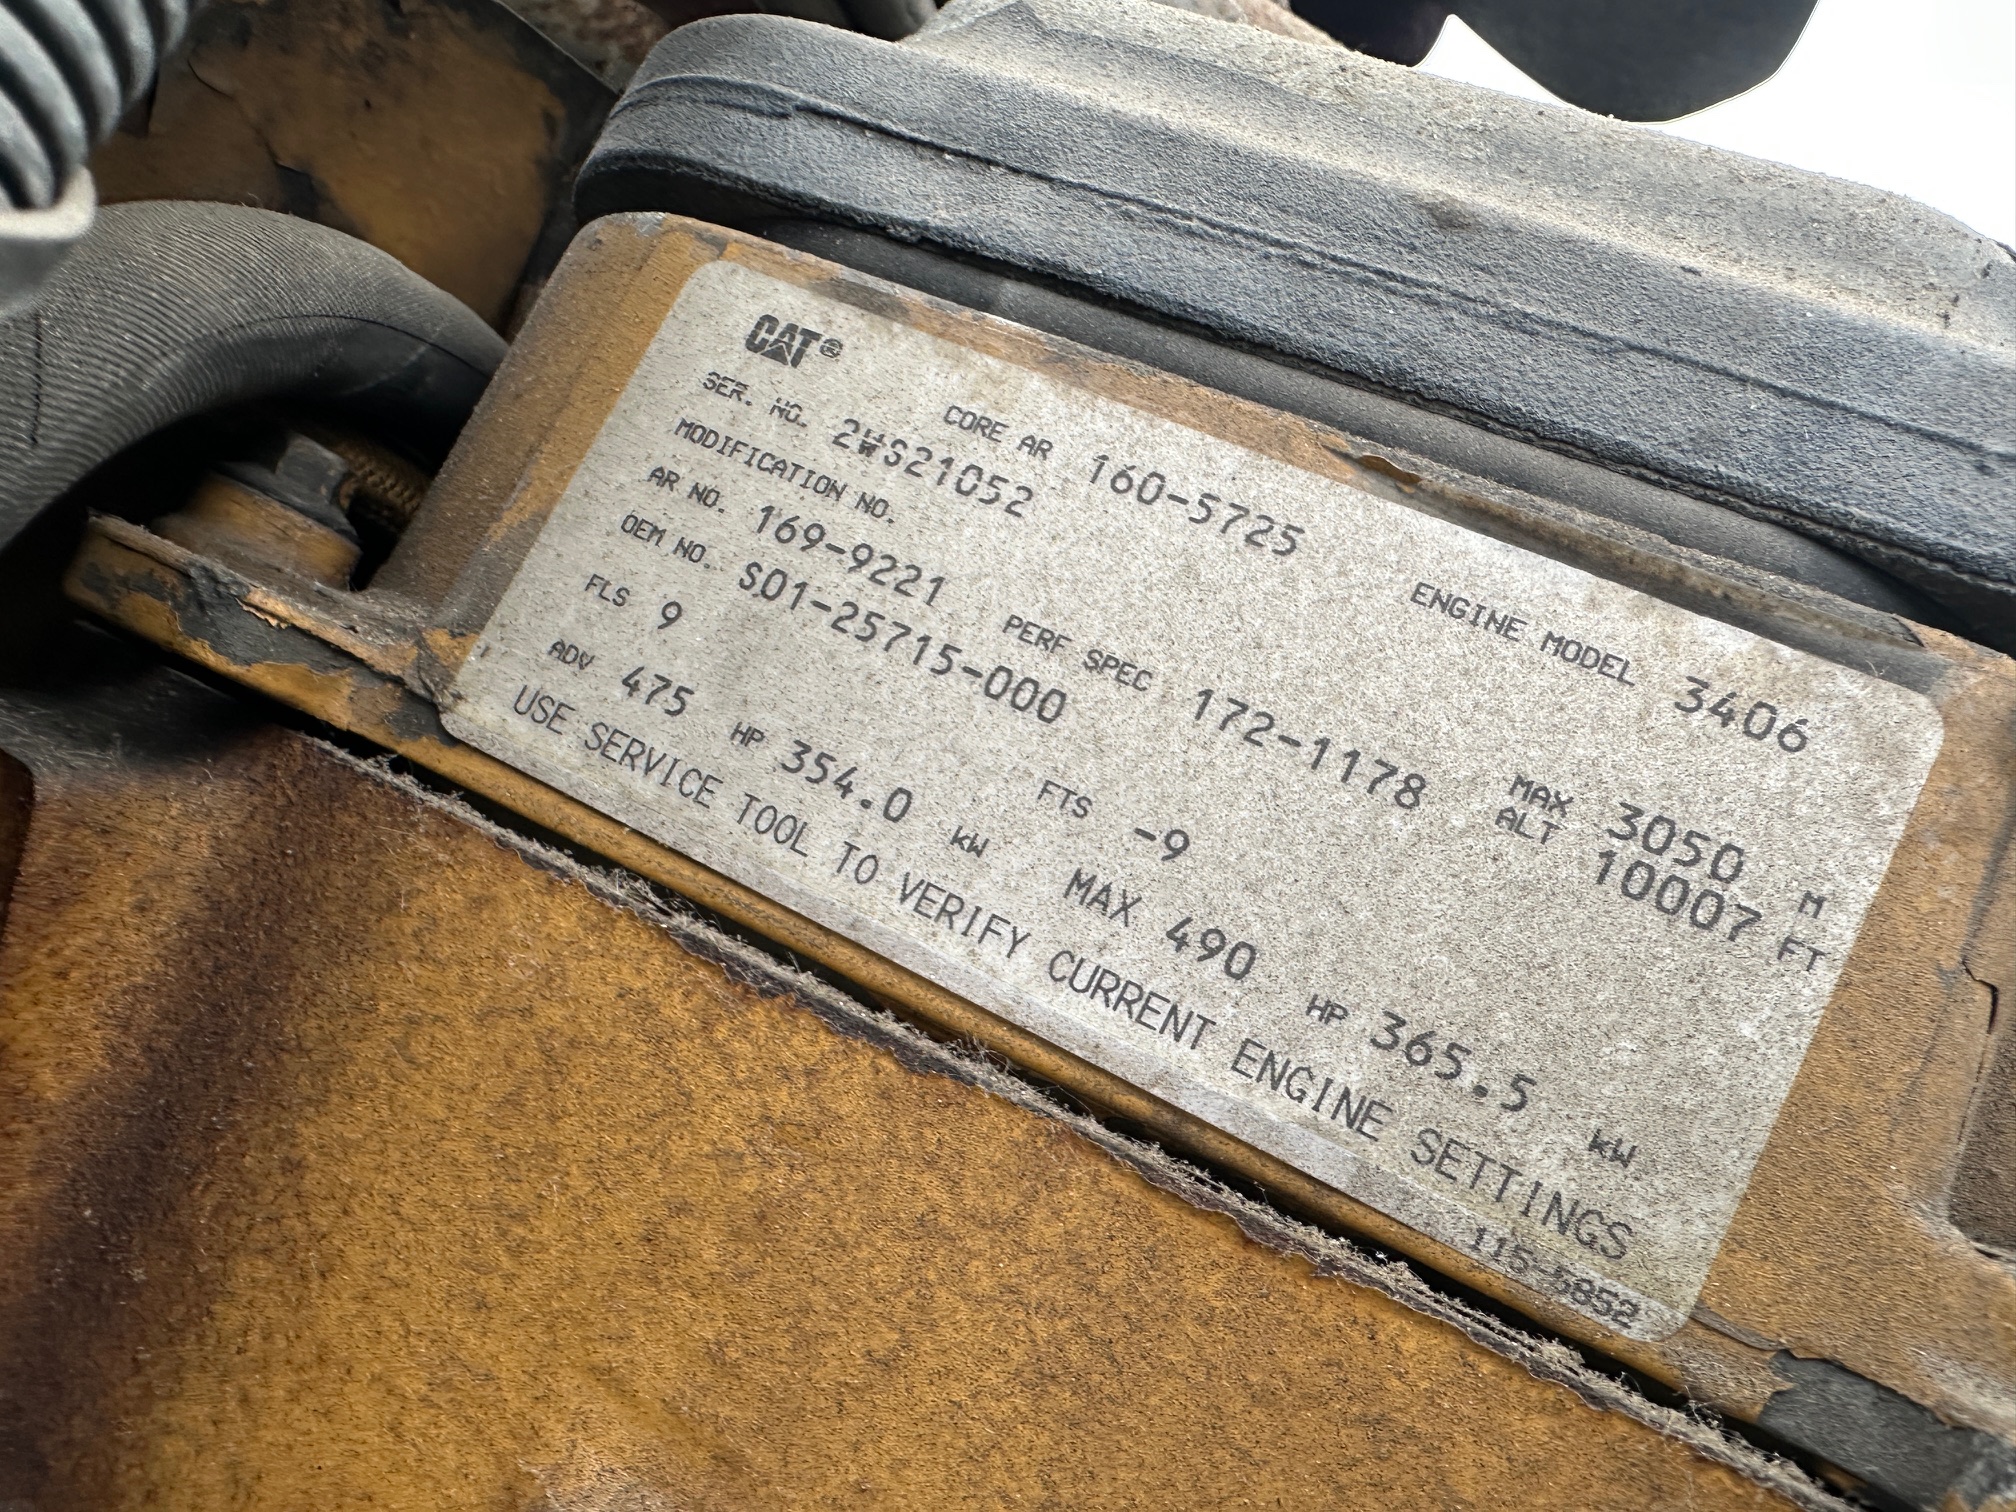 CAT®
CORE AR 160-5725 ENGINE MODEL 3406
SER. NO. 2WS21052
MODIFICATION NO.
AR NO. 169-9221 PERF SPEC 172-1178 MAX ALT 3050 M 10007 FT
OEM NO. S01-25715-000
FLS 9 FTS -9
ADV 475 HP 354.0 kW MAX 490 HP 365.5 kW
USE SERVICE TOOL TO VERIFY CURRENT ENGINE SETTINGS
115-5852